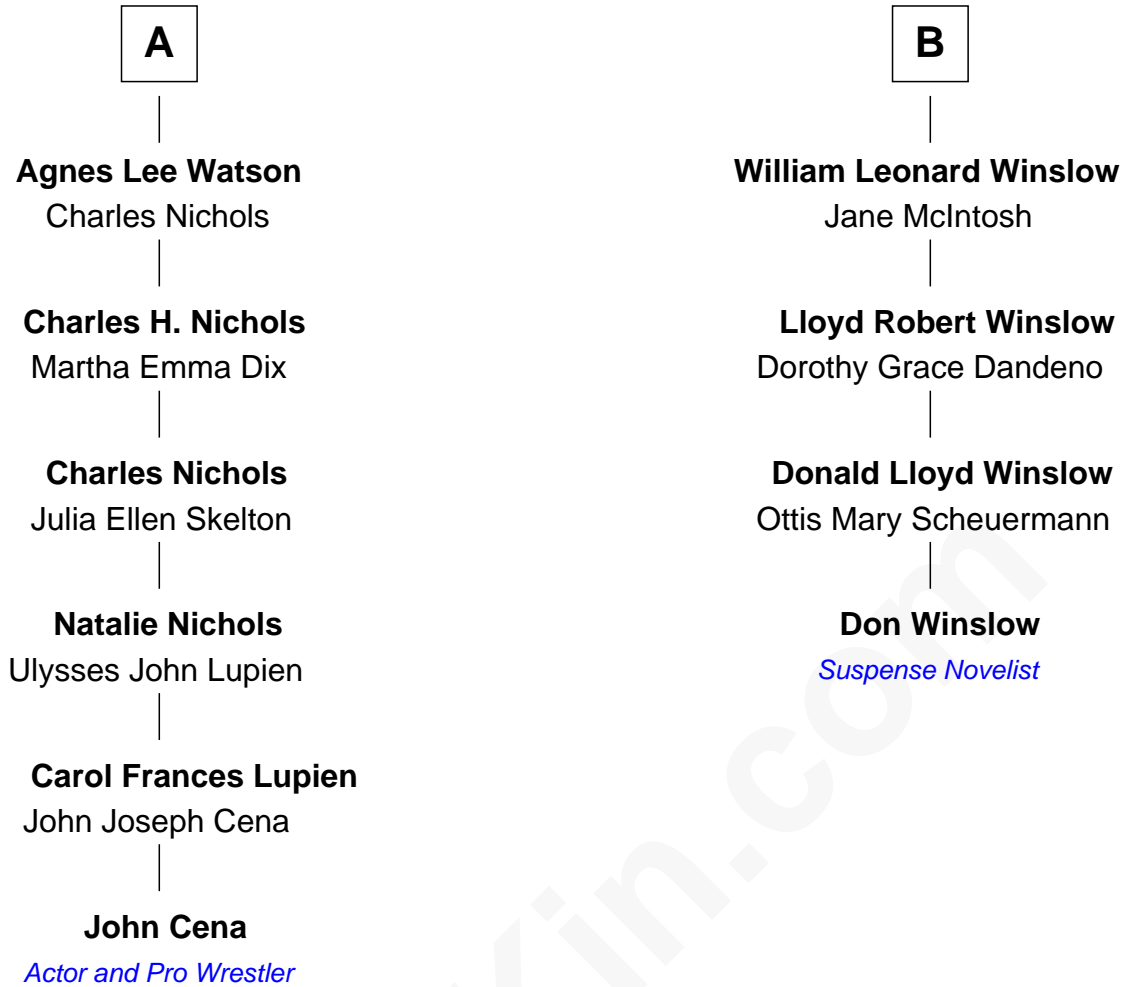 A
Agnes Lee Watson
Charles Nichols
Charles H. Nichols
Martha Emma Dix
Charles Nichols
Julia Ellen Skelton
Natalie Nichols
Ulysses John Lupien
Carol Frances Lupien
John Joseph Cena
John Cena
Actor and Pro Wrestler
B
William Leonard Winslow
Jane McIntosh
Lloyd Robert Winslow
Dorothy Grace Dandeno
Donald Lloyd Winslow
Ottis Mary Scheuermann
Don Winslow
Suspense Novelist
Kin.com